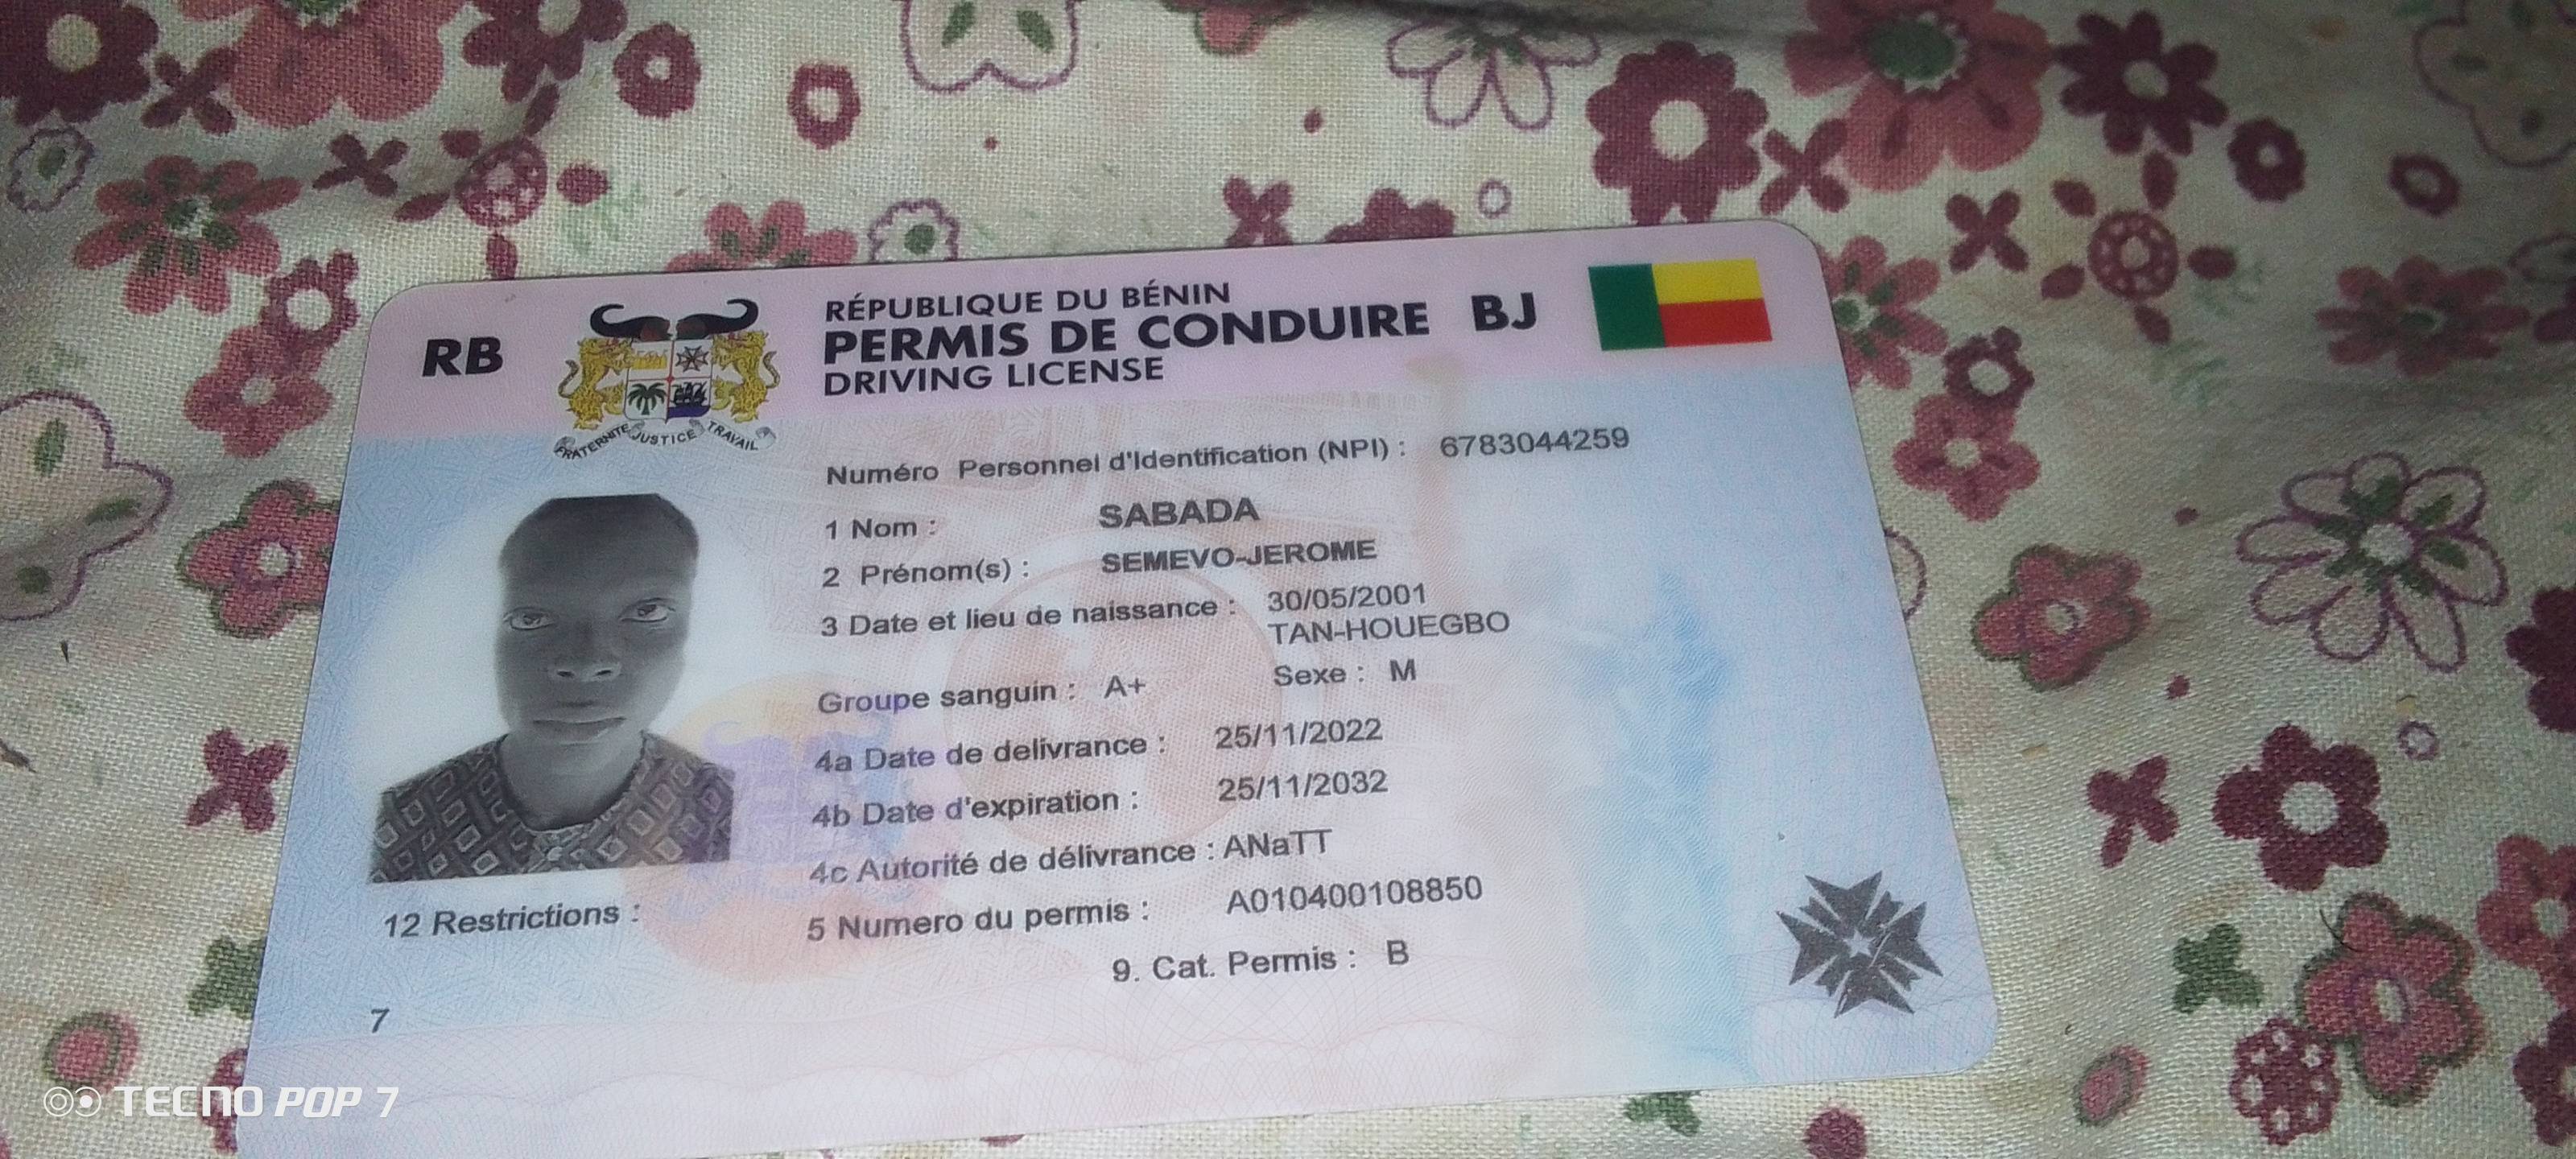 RB
RÉPUBLIQUE DU BÉNIN
PERMIS DE CONDUIRE BJ
DRIVING LICENSE
FRATERNITE JUSTICE TRAVAIL
Numéro Personnel d'Identification (NPI) : 6783044259
1 Nom : SABADA
2 Prénom(s) : SEMEVO-JEROME
3 Date et lieu de naissance : 30/05/2001
TAN-HOUEGBO
Groupe sanguin : A+ Sexe : M
4a Date de delivrance : 25/11/2022
4b Date d'expiration : 25/11/2032
4c Autorité de délivrance : ANaTT
12 Restrictions :
5 Numero du permis : A010400108850
9. Cat. Permis : B
7
TECNO POP 7